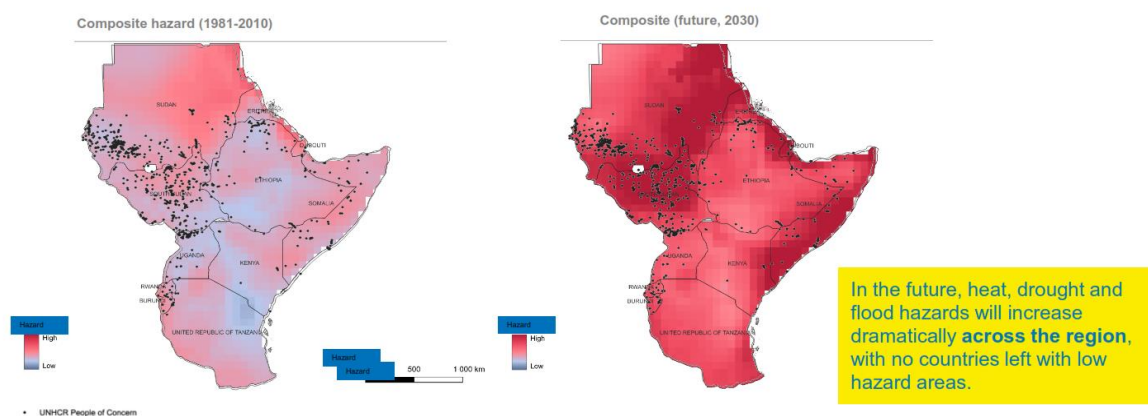 Composite hazard (1981-2010)
SUDAN
ERITREA
DJIBOUTI
ETHIOPIA
SOUTH SUDAN
SOMALIA
UGANDA
KENYA
BURUNDI
UNITED REPUBLIC OF TANZANIA
Hazard
High
Low
Hazard
Hazard
500
1 000 km
UNHCR People of Concern
Composite (future, 2030)
SUDAN
DJIBOUTI
ETHIOPIA
SOMALIA
UGANDA
KENYA
BURUNDI
UNITED REPUBLIC OF TANZANIA
Hazard
High
Low
In the future, heat, drought and
flood hazards will increase
dramatically across the region,
with no countries left with low
hazard areas.